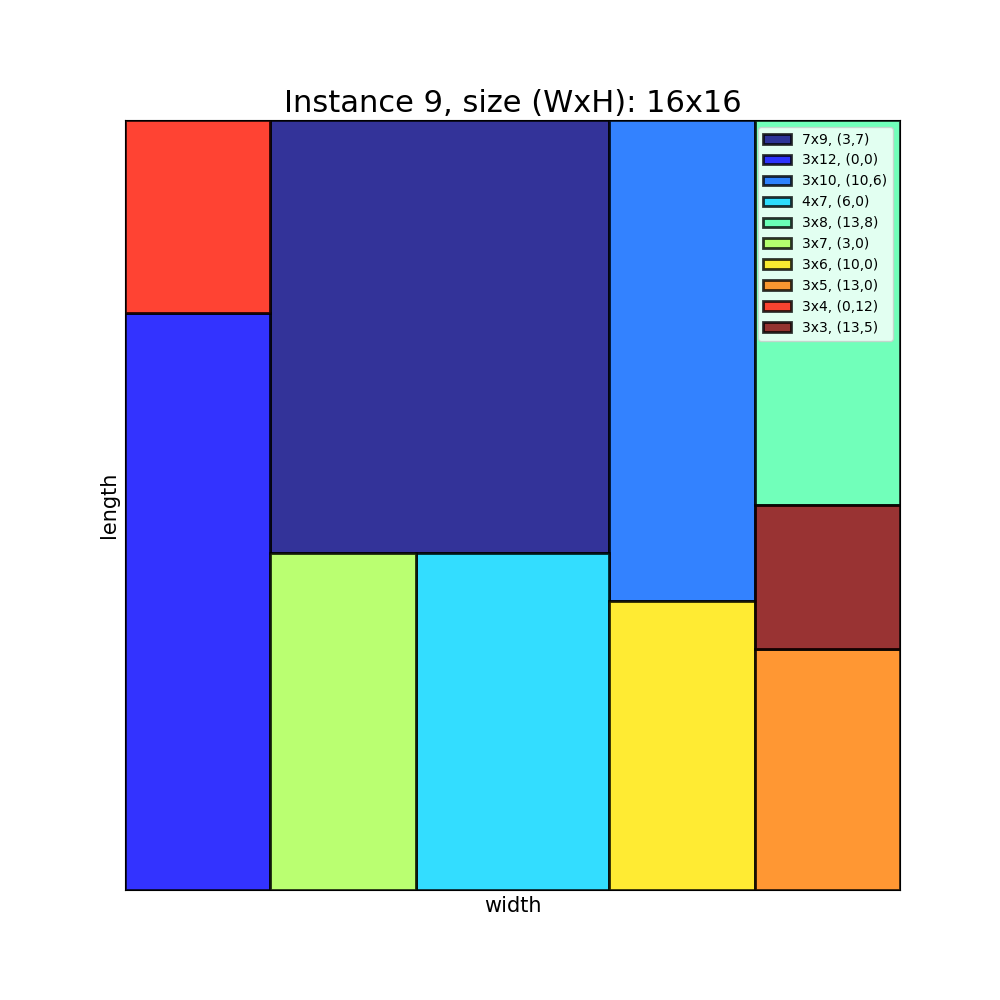 Instance 9, size (WxH): 16x16
7x9, (3,7)
3x12, (0,0)
3x10, (10,6)
4x7, (6,0)
3x8, (13,8)
3x7, (3,0)
3x6, (10,0)
3x5, (13,0)
3x4, (0,12)
3x3, (13,5)
length
width